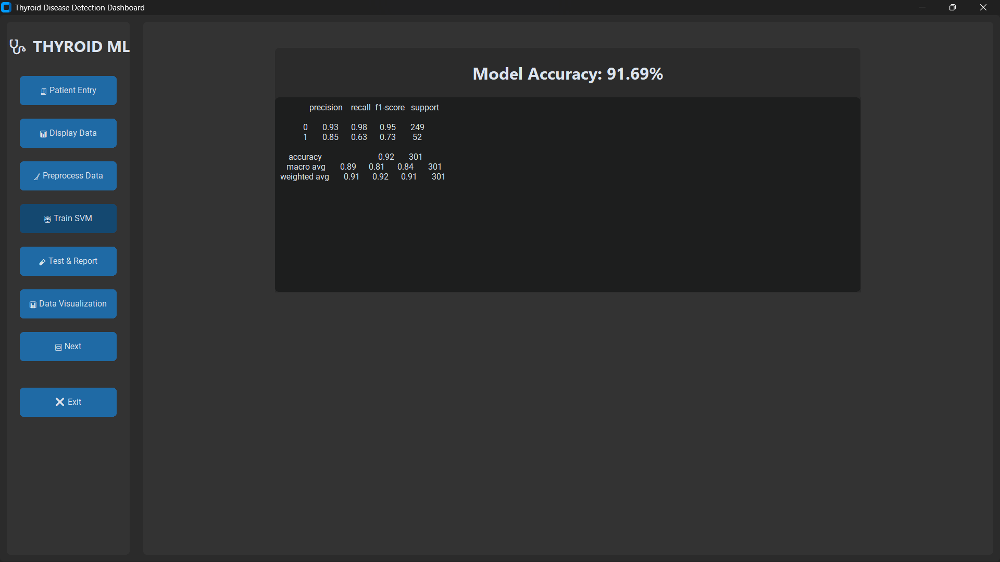 Thyroid Disease Detection Dashboard
THYROID ML
Patient Entry
Display Data
Preprocess Data
Train SVM
Test & Report
Data Visualization
Next
Exit
Model Accuracy: 91.69%
precision recall f1-score support
0 0.93 0.98 0.95 249
1 0.85 0.63 0.73 52
accuracy 0.92 301
macro avg 0.89 0.81 0.84 301
weighted avg 0.91 0.92 0.91 301